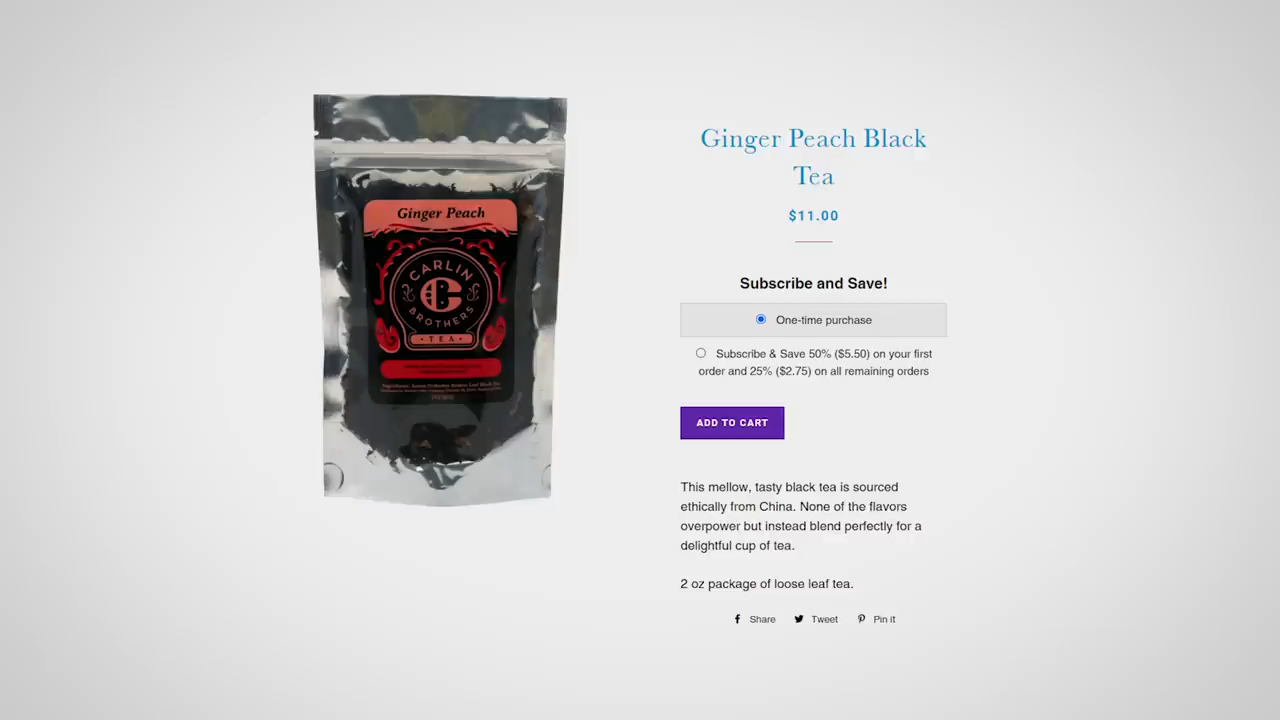 Ginger Peach
CARLIN
CB
BROTHERS
• TEA •
Ginger Peach Black
Tea
$11.00
Subscribe and Save!
One-time purchase
Subscribe & Save 50% ($5.50) on your first
order and 25% ($2.75) on all remaining orders
ADD TO CART
This mellow, tasty black tea is sourced
ethically from China. None of the flavors
overpower but instead blend perfectly for a
delightful cup of tea.
2 oz package of loose leaf tea.
Share Tweet Pin it